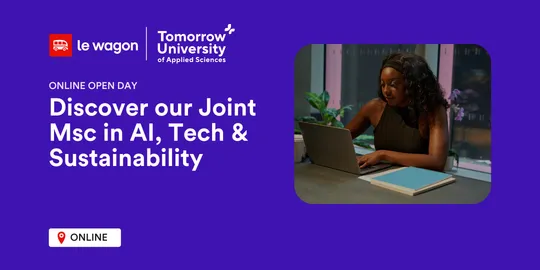 le wagon
Tomorrow
University
of Applied Sciences
ONLINE OPEN DAY
Discover our Joint
Msc in AI, Tech &
Sustainability
ONLINE